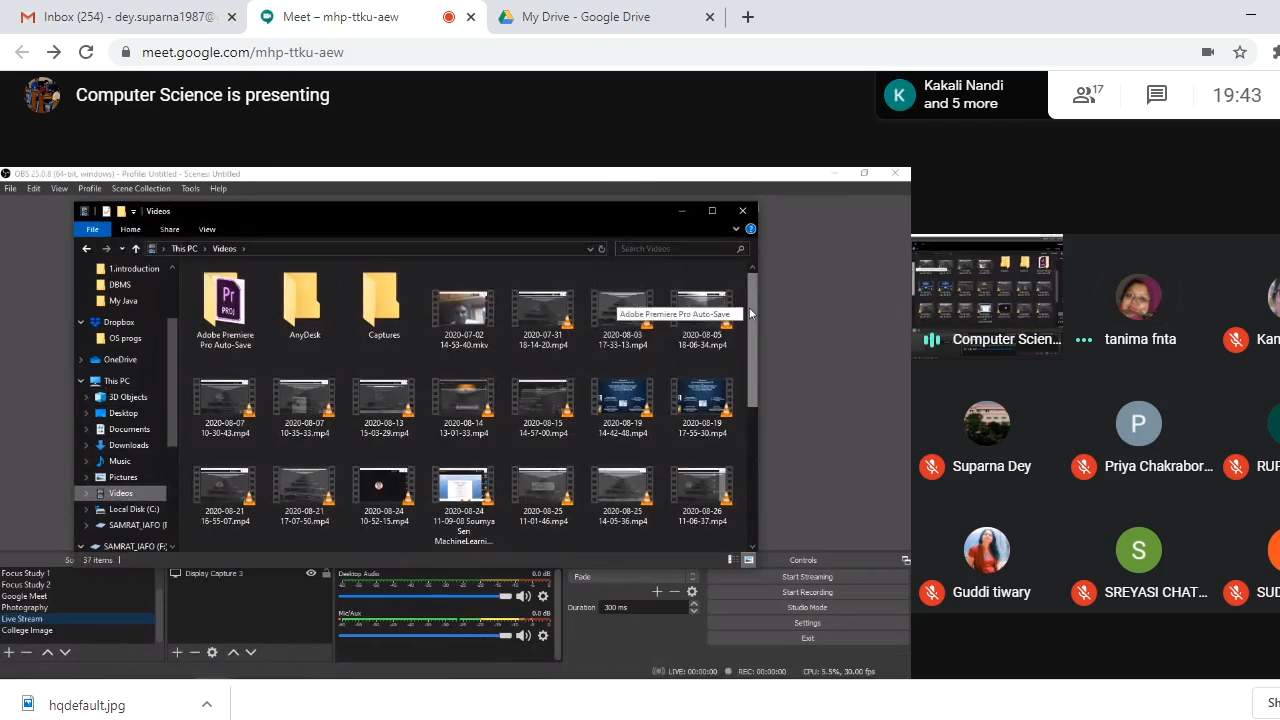 Inbox (254) - dey.suparna1987@
Meet – mhp-ttku-aew
My Drive - Google Drive
meet.google.com/mhp-ttku-aew
Computer Science is presenting
K
Kakali Nandi
and 5 more
17
19:43
OBS 25.0.8 (64-bit, windows) - Profile: Untitled - Scenes: Untitled
File Edit View Profile Scene Collection Tools Help
Videos
File Home Share View
This PC Videos
Search Videos
1.introduction
DBMS
My Java
Dropbox
OS progs
OneDrive
This PC
3D Objects
Desktop
Documents
Downloads
Music
Pictures
Videos
Local Disk (C:)
SAMRAT_IAFO (F
SAMRAT_IAFO (F:)
Pr
PROJ
Adobe Premiere
Pro Auto-Save
AnyDesk
Captures
2020-07-02
14-53-40.mkv
2020-07-31
18-14-20.mp4
2020-08-03
17-33-13.mp4
2020-08-05
18-06-34.mp4
Adobe Premiere Pro Auto-Save
2020-08-07
10-30-43.mp4
2020-08-07
10-35-33.mp4
2020-08-13
15-03-29.mp4
2020-08-14
13-01-33.mp4
2020-08-15
14-57-00.mp4
2020-08-19
14-42-48.mp4
2020-08-19
17-55-30.mp4
2020-08-21
16-55-07.mp4
2020-08-21
17-07-50.mp4
2020-08-24
10-52-15.mp4
2020-08-24
11-09-08 Soumya
Sen
MachineLearni...
2020-08-25
11-01-46.mp4
2020-08-25
14-05-36.mp4
2020-08-26
11-06-37.mp4
So
37 items
Focus Study 1
Focus Study 2
Google Meet
Photography
Live Stream
College Image
Display Capture 3
Desktop Audio
0.0 dB
Mic/Aux
0.0 dB
Fade
Duration 300 ms
Controls
Start Streaming
Start Recording
Studio Mode
Settings
Exit
LIVE: 00:00:00
REC: 00:00:00
CPU: 5.5%, 30.00 fps
Computer Scien...
tanima fnta
Kan
Suparna Dey
P
Priya Chakrabor...
RUP
Guddi tiwary
S
SREYASI CHAT...
SUD
hqdefault.jpg
Sh